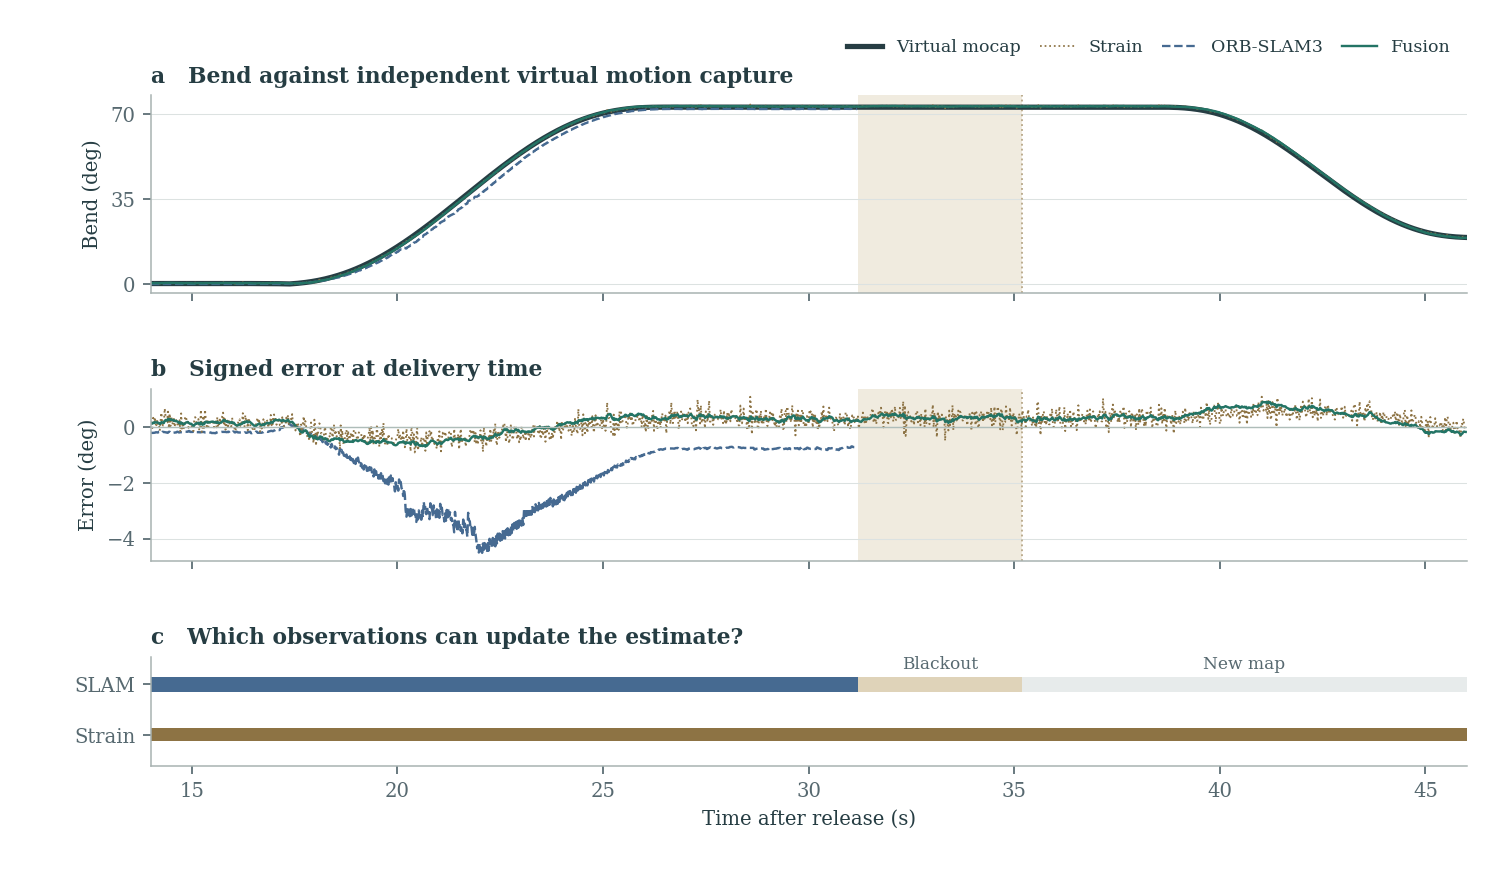 Virtual mocap Strain ORB-SLAM3 Fusion
a Bend against independent virtual motion capture
Bend (deg)
70
35
0
b Signed error at delivery time
Error (deg)
0
−2
−4
c Which observations can update the estimate?
Blackout New map
SLAM
Strain
15 20 25 30 35 40 45
Time after release (s)